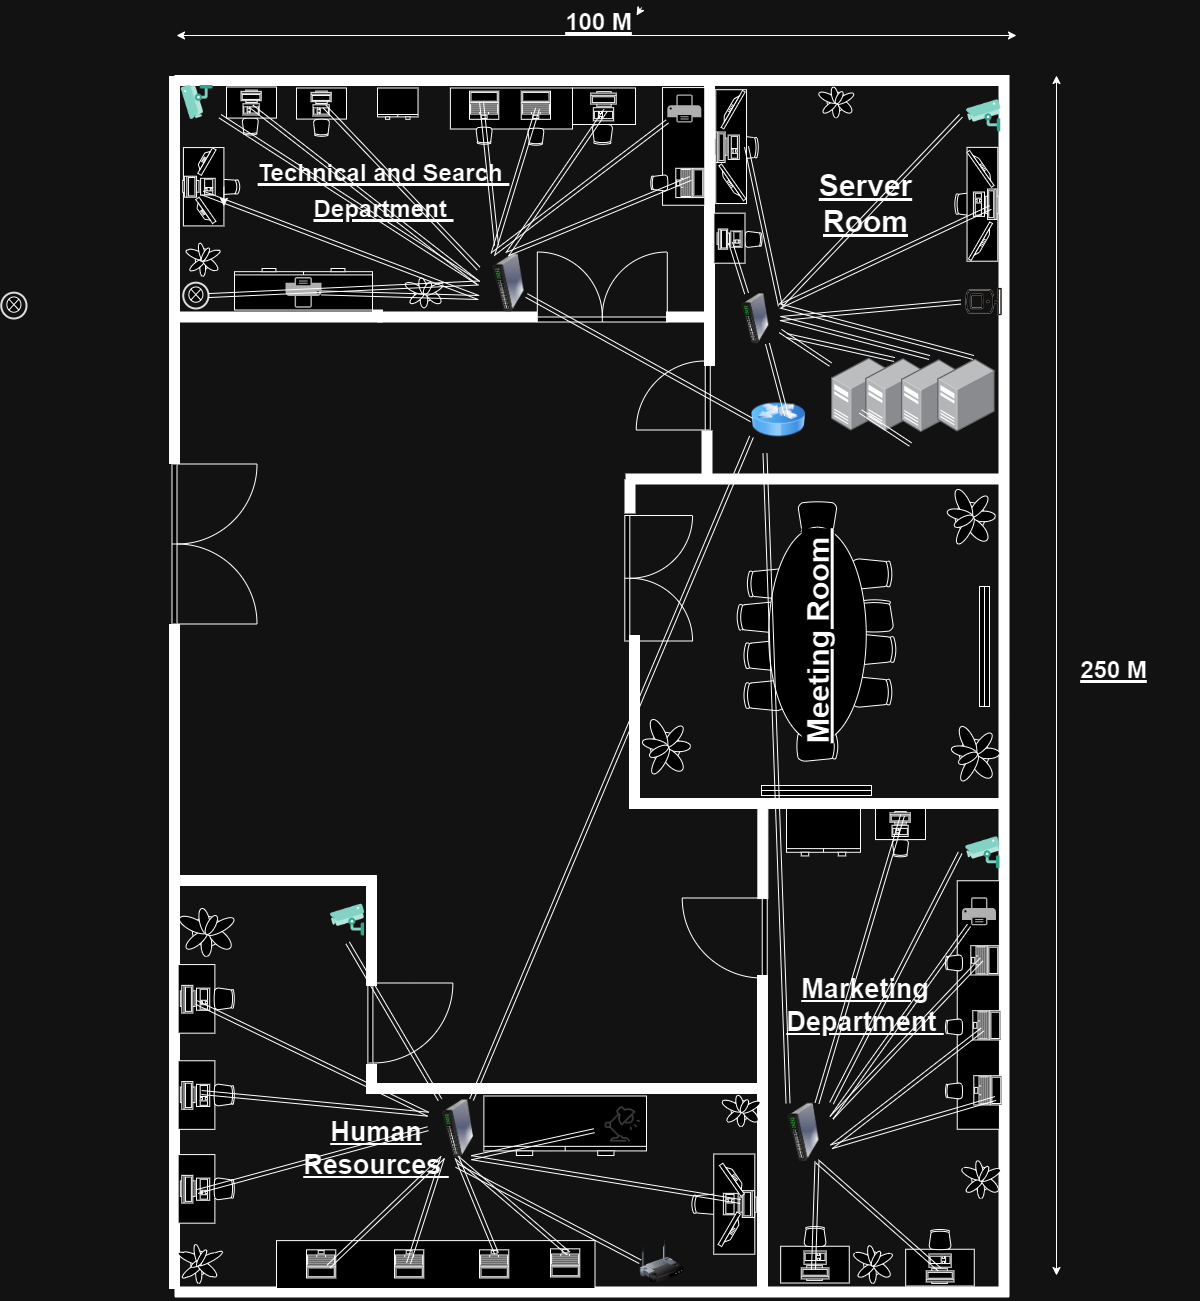 100 M
Technical and Search
Department
Server
Room
Meeting Room
250 M
Marketing
Department
Human
Resources